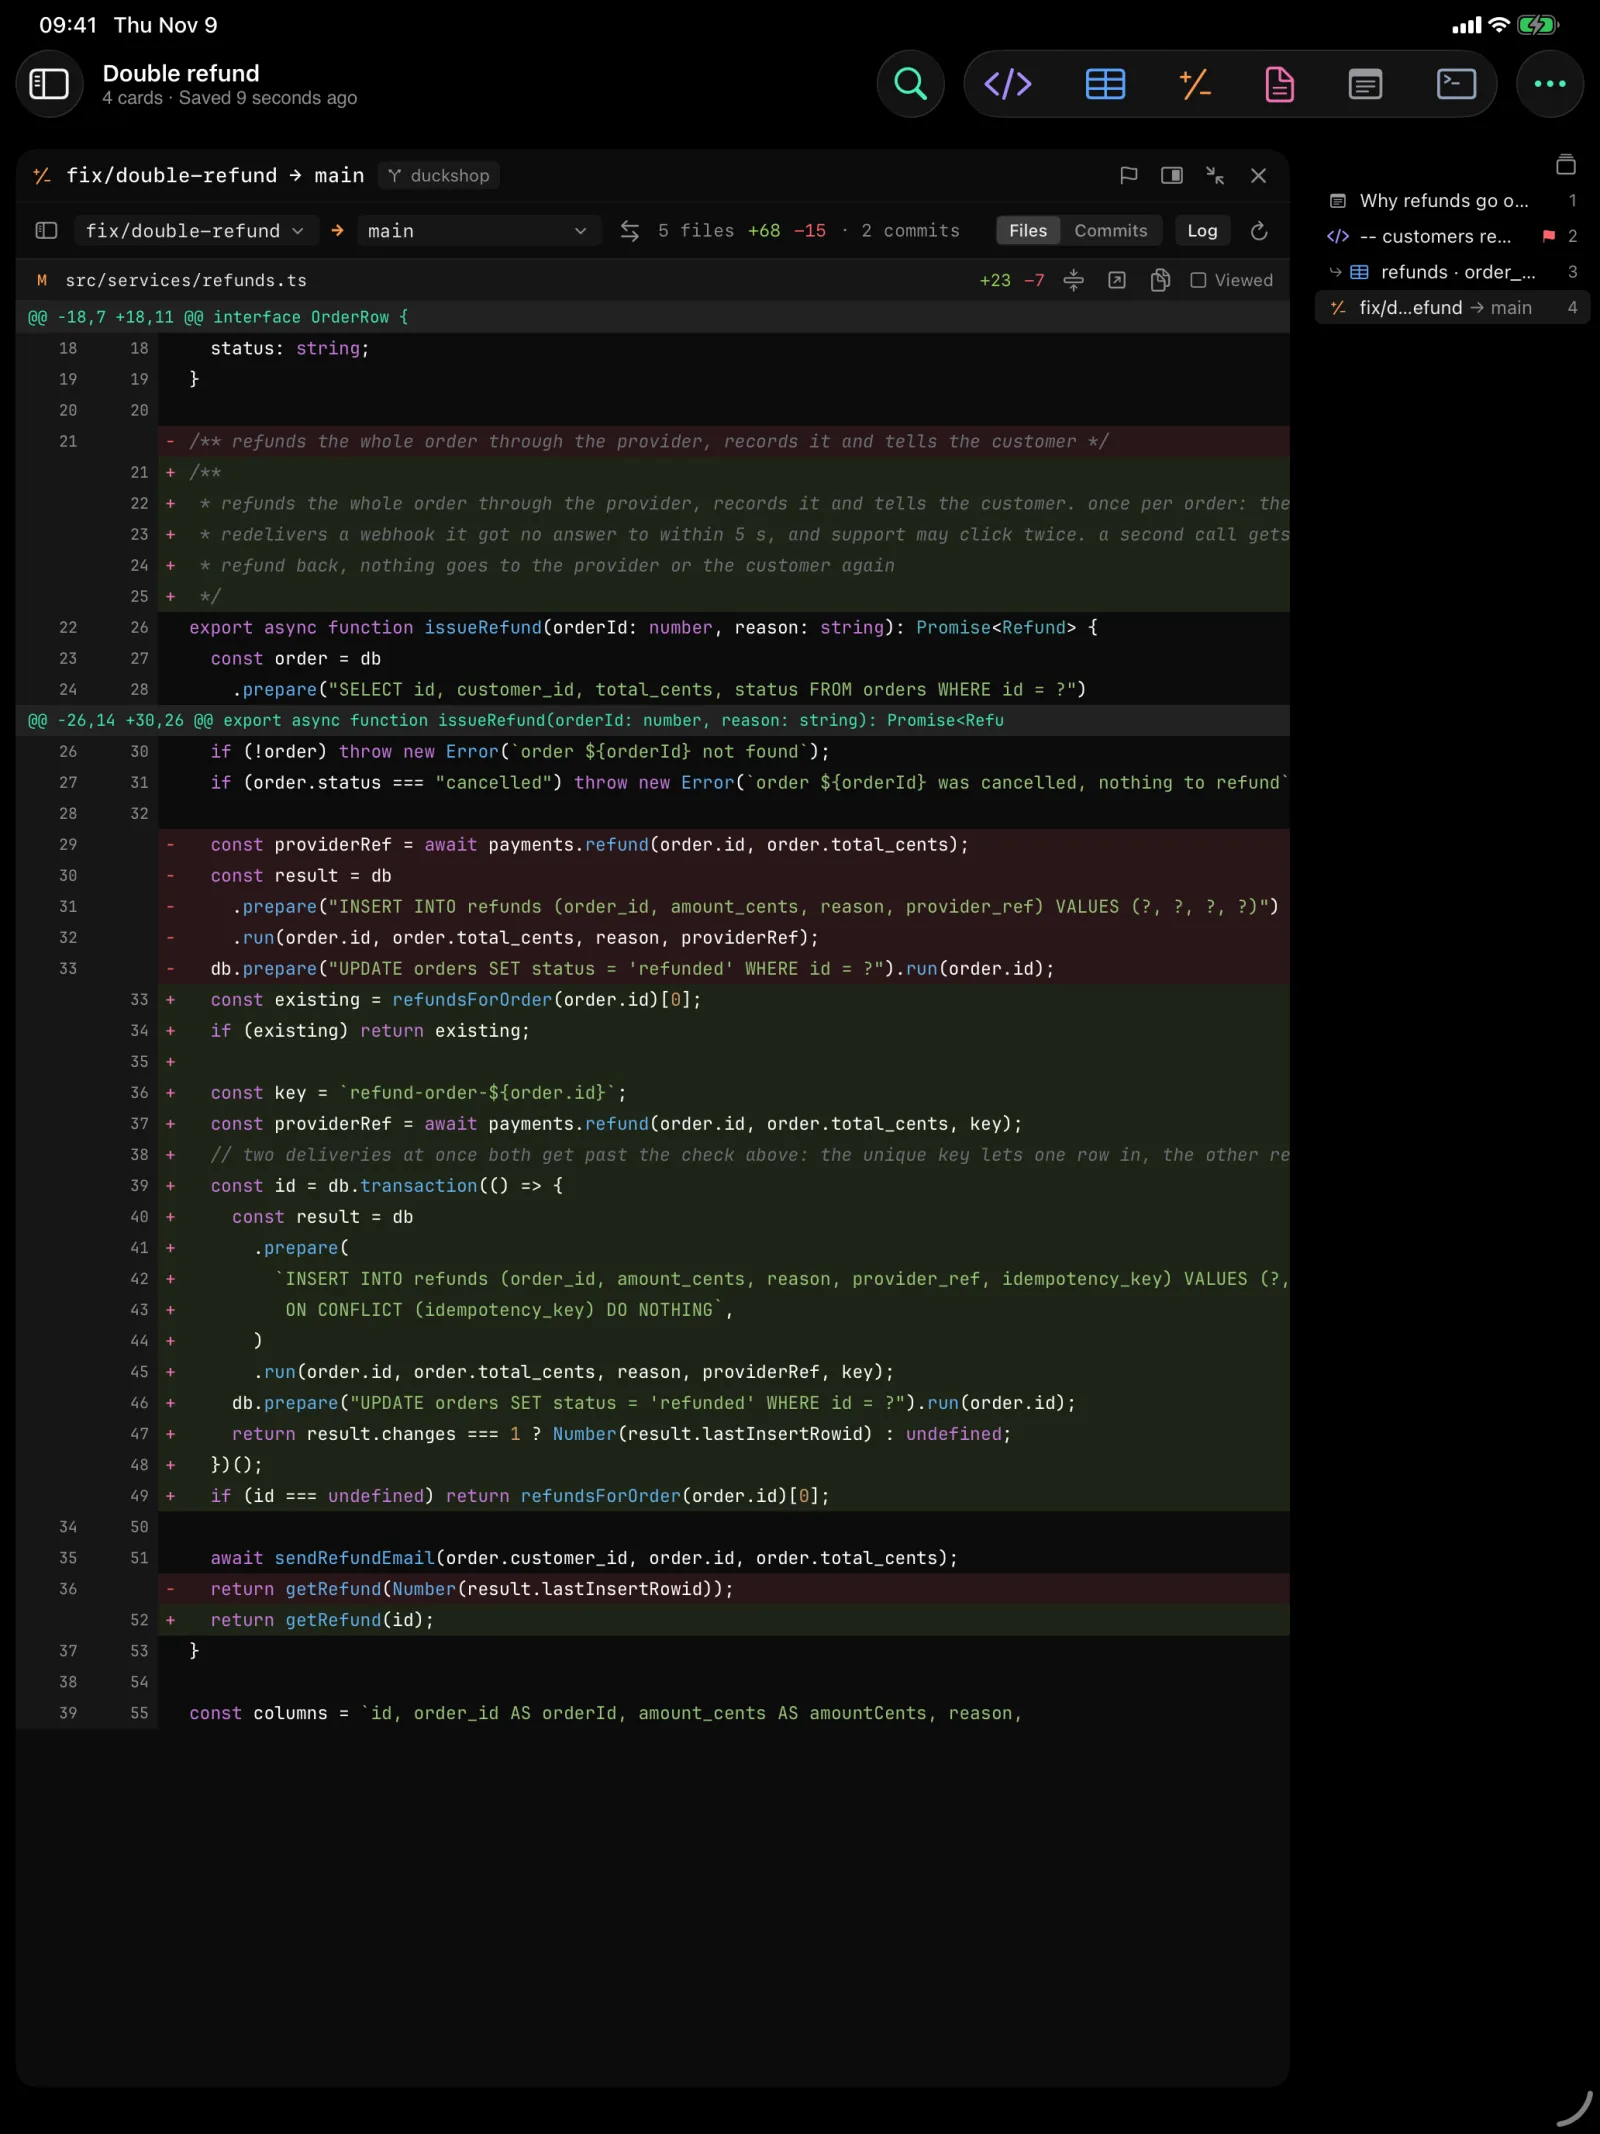 09:41 Thu Nov 9
Double refund
4 cards · Saved 9 seconds ago
fix/double-refund → main duckshop
fix/double-refund → main 5 files +68 −15 · 2 commits Files Commits Log
M src/services/refunds.ts +23 −7 Viewed
@@ -18,7 +18,11 @@ interface OrderRow {
18 18 status: string;
19 19 }
20 20
21 - /** refunds the whole order through the provider, records it and tells the customer */
21 + /**
22 + * refunds the whole order through the provider, records it and tells the customer. once per order: the
23 + * redelivers a webhook it got no answer to within 5 s, and support may click twice. a second call gets
24 + * refund back, nothing goes to the provider or the customer again
25 + */
22 26 export async function issueRefund(orderId: number, reason: string): Promise<Refund> {
23 27 const order = db
24 28 .prepare("SELECT id, customer_id, total_cents, status FROM orders WHERE id = ?")
@@ -26,14 +30,26 @@ export async function issueRefund(orderId: number, reason: string): Promise<Refu
26 30 if (!order) throw new Error(`order ${orderId} not found`);
27 31 if (order.status === "cancelled") throw new Error(`order ${orderId} was cancelled, nothing to refund`
28 32
29 - const providerRef = await payments.refund(order.id, order.total_cents);
30 - const result = db
31 - .prepare("INSERT INTO refunds (order_id, amount_cents, reason, provider_ref) VALUES (?, ?, ?, ?)")
32 - .run(order.id, order.total_cents, reason, providerRef);
33 - db.prepare("UPDATE orders SET status = 'refunded' WHERE id = ?").run(order.id);
33 + const existing = refundsForOrder(order.id)[0];
34 + if (existing) return existing;
35 +
36 + const key = `refund-order-${order.id}`;
37 + const providerRef = await payments.refund(order.id, order.total_cents, key);
38 + // two deliveries at once both get past the check above: the unique key lets one row in, the other re
39 + const id = db.transaction(() => {
40 + const result = db
41 + .prepare(
42 + `INSERT INTO refunds (order_id, amount_cents, reason, provider_ref, idempotency_key) VALUES (?,
43 + ON CONFLICT (idempotency_key) DO NOTHING`,
44 + )
45 + .run(order.id, order.total_cents, reason, providerRef, key);
46 + db.prepare("UPDATE orders SET status = 'refunded' WHERE id = ?").run(order.id);
47 + return result.changes === 1 ? Number(result.lastInsertRowid) : undefined;
48 + })();
49 + if (id === undefined) return refundsForOrder(order.id)[0];
34 50
35 51 await sendRefundEmail(order.customer_id, order.id, order.total_cents);
36 - return getRefund(Number(result.lastInsertRowid));
52 + return getRefund(id);
37 53 }
38 54
39 55 const columns = `id, order_id AS orderId, amount_cents AS amountCents, reason,
Why refunds go o... 1
-- customers re... 2
refunds · order_... 3
fix/d...efund → main 4